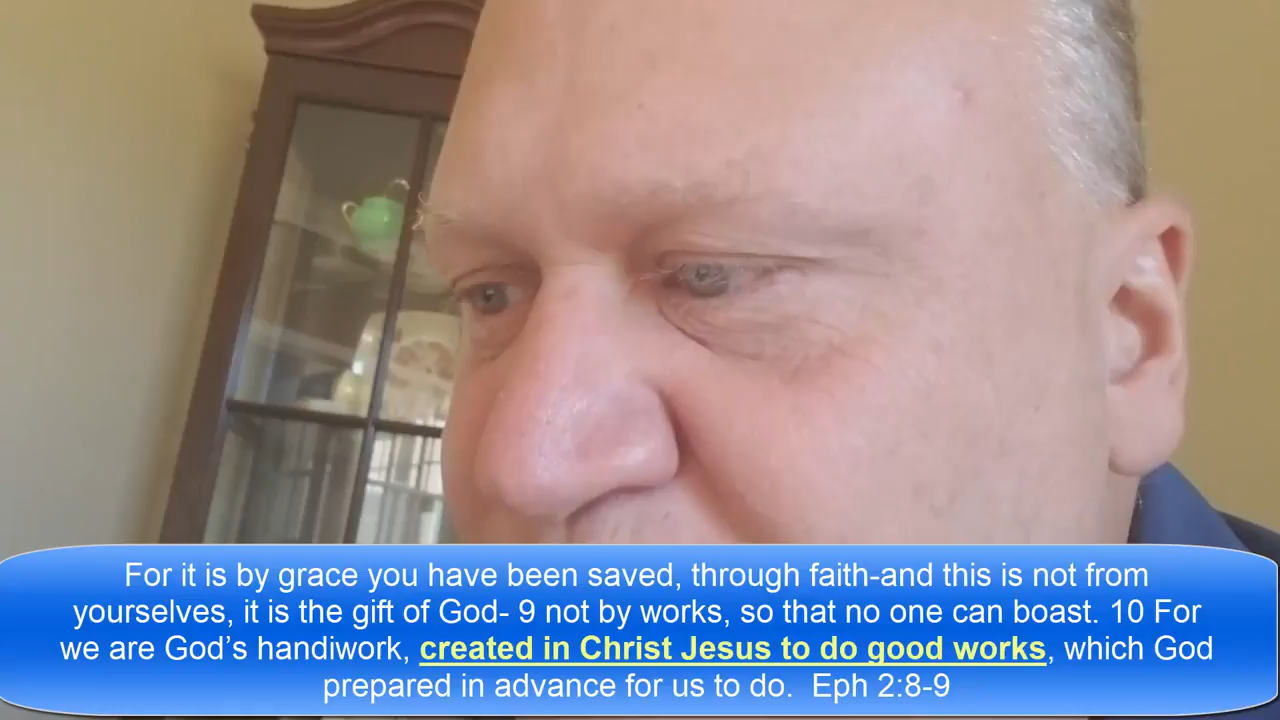 For it is by grace you have been saved, through faith-and this is not from
yourselves, it is the gift of God- 9 not by works, so that no one can boast. 10 For
we are God’s handiwork, created in Christ Jesus to do good works, which God
prepared in advance for us to do.  Eph 2:8-9